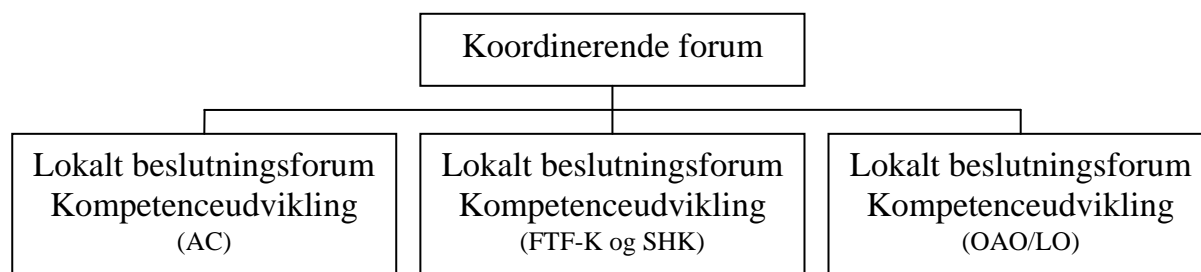 Koordinerende forum
Lokalt beslutningsforum
Kompetenceudvikling
(AC)
Lokalt beslutningsforum
Kompetenceudvikling
(FTF-K og SHK)
Lokalt beslutningsforum
Kompetenceudvikling
(OAO/LO)